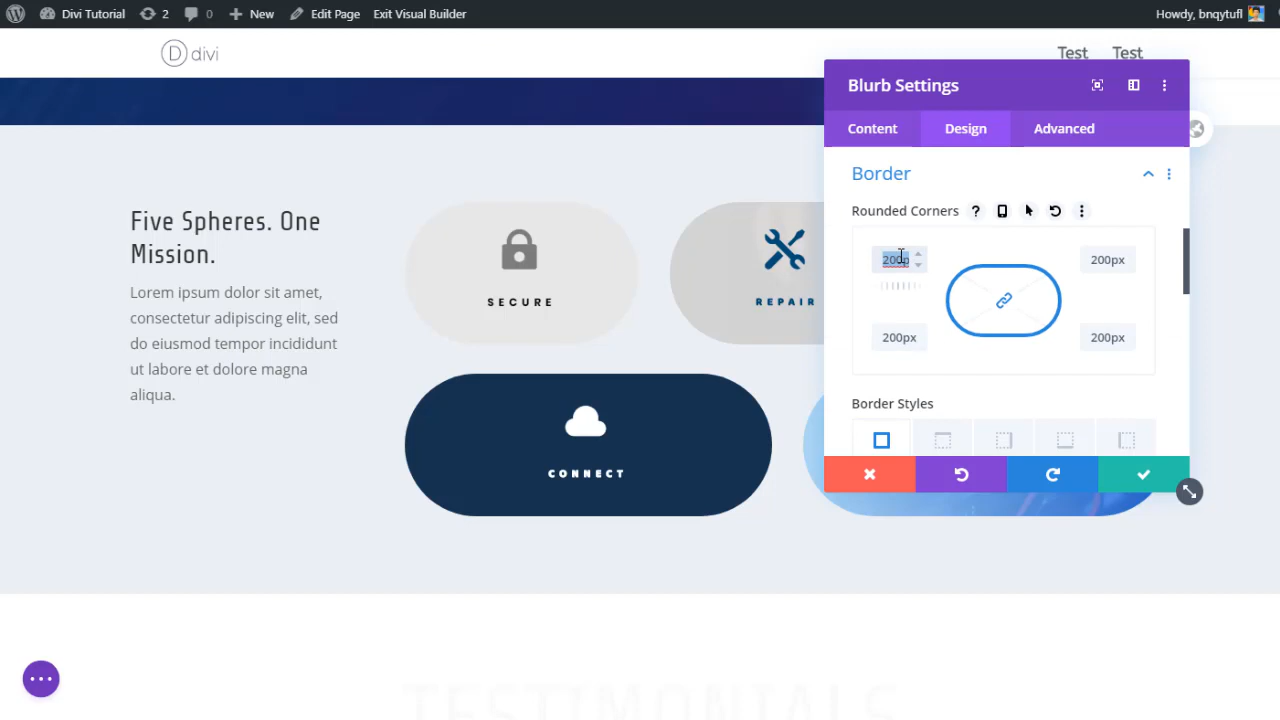 Divi Tutorial 2 0 New Edit Page Exit Visual Builder Howdy, bnqytufl
D divi
Test Test
Blurb Settings
Content Design Advanced
Border
Rounded Corners ?
200p 200px
200px 200px
Border Styles
Five Spheres. One
Mission.
Lorem ipsum dolor sit amet,
consectetur adipiscing elit, sed
do eiusmod tempor incididunt
ut labore et dolore magna
aliqua.
SECURE
REPAIR
CONNECT
TESTIMONIALS